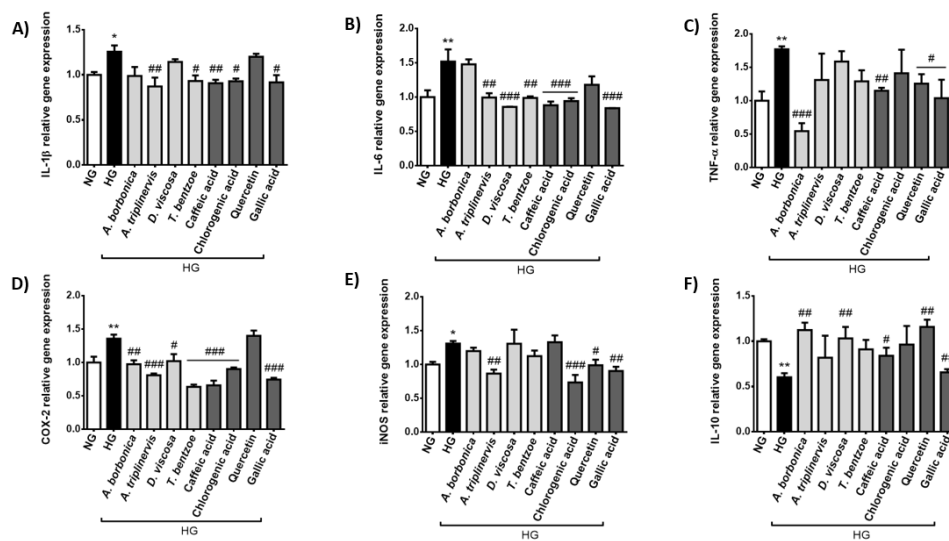 A)
IL-1β relative gene expression
1.5
1.0
0.5
0.0
*
##
#
##
#
#
NG
HG
A. borbonica
A. triplinervis
D. viscosa
T. bentzoe
Caffeic acid
Chlorogenic acid
Quercetin
Gallic acid
HG
B)
IL-6 relative gene expression
2.0
1.5
1.0
0.5
0.0
**
##
###
##
###
###
NG
HG
A. borbonica
A. triplinervis
D. viscosa
T. bentzoe
Caffeic acid
Chlorogenic acid
Quercetin
Gallic acid
HG
C)
TNF-α relative gene expression
2.0
1.5
1.0
0.5
0.0
**
###
##
#
NG
HG
A. borbonica
A. triplinervis
D. viscosa
T. bentzoe
Caffeic acid
Chlorogenic acid
Quercetin
Gallic acid
HG
D)
COX-2 relative gene expression
2.0
1.5
1.0
0.5
0.0
**
##
###
#
###
###
NG
HG
A. borbonica
A. triplinervis
D. viscosa
T. bentzoe
Caffeic acid
Chlorogenic acid
Quercetin
Gallic acid
HG
E)
iNOS relative gene expression
2.0
1.5
1.0
0.5
0.0
*
##
###
#
##
NG
HG
A. borbonica
A. triplinervis
D. viscosa
T. bentzoe
Caffeic acid
Chlorogenic acid
Quercetin
Gallic acid
HG
F)
IL-10 relative gene expression
1.5
1.0
0.5
0.0
**
##
##
#
##
NG
HG
A. borbonica
A. triplinervis
D. viscosa
T. bentzoe
Caffeic acid
Chlorogenic acid
Quercetin
Gallic acid
HG